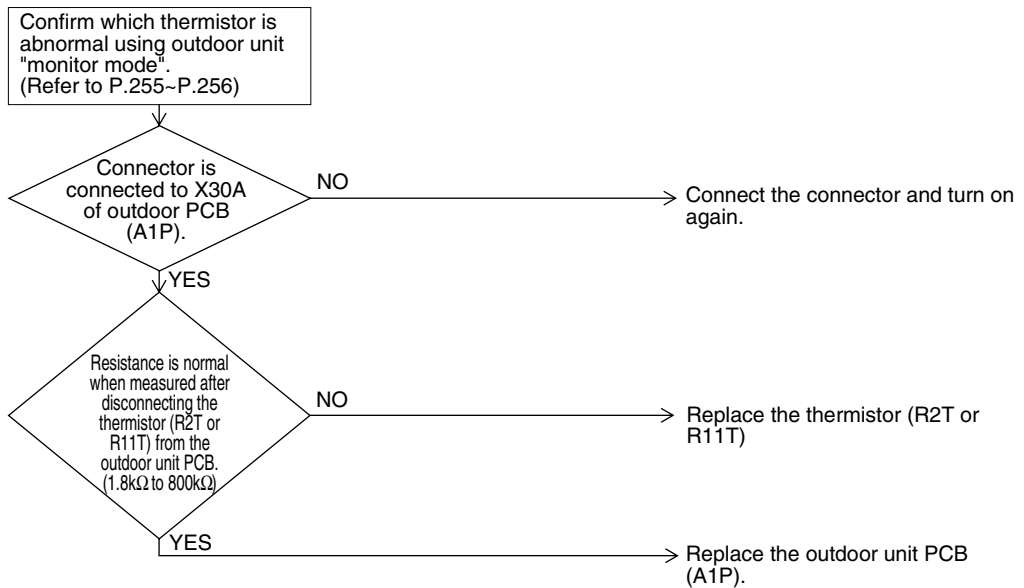 Confirm which thermistor is
abnormal using outdoor unit
"monitor mode".
(Refer to P.255~P.256)
Connector is
connected to X30A
of outdoor PCB
(A1P).
NO
Connect the connector and turn on
again.
YES
Resistance is normal
when measured after
disconnecting the
thermistor (R2T or
R11T) from the
outdoor unit PCB.
(1.8kΩ to 800kΩ)
NO
Replace the thermistor (R2T or
R11T)
YES
Replace the outdoor unit PCB
(A1P).